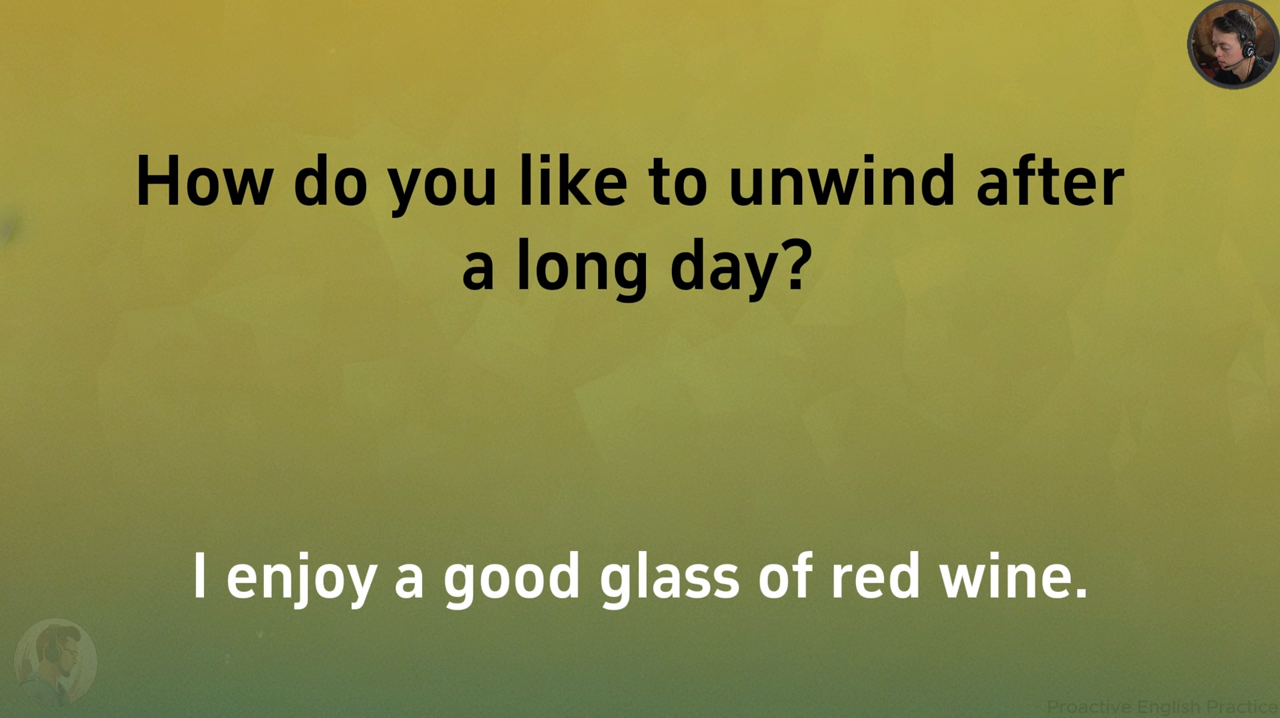 How do you like to unwind after
a long day?
I enjoy a good glass of red wine.
Proactive English Practice